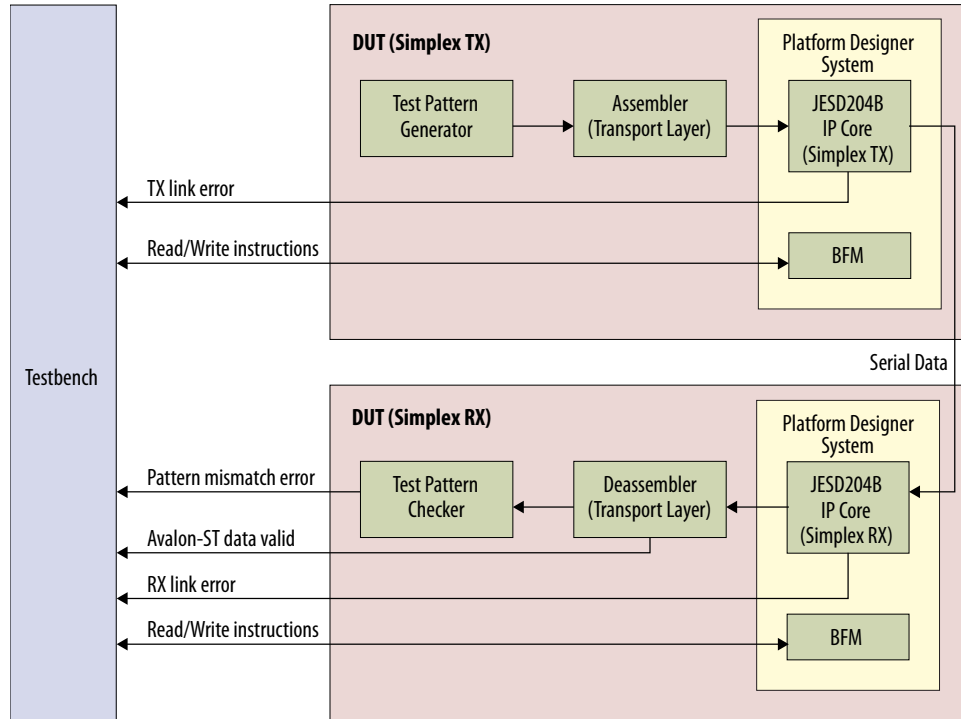 DUT (Simplex TX)
Platform Designer
System
Test Pattern
Generator
Assembler
(Transport Layer)
JESD204B
IP Core
(Simplex TX)
TX link error
Read/Write instructions
BFM
Testbench
Serial Data
DUT (Simplex RX)
Platform Designer
System
Pattern mismatch error
Test Pattern
Checker
Deassembler
(Transport Layer)
JESD204B
IP Core
(Simplex RX)
Avalon-ST data valid
RX link error
Read/Write instructions
BFM